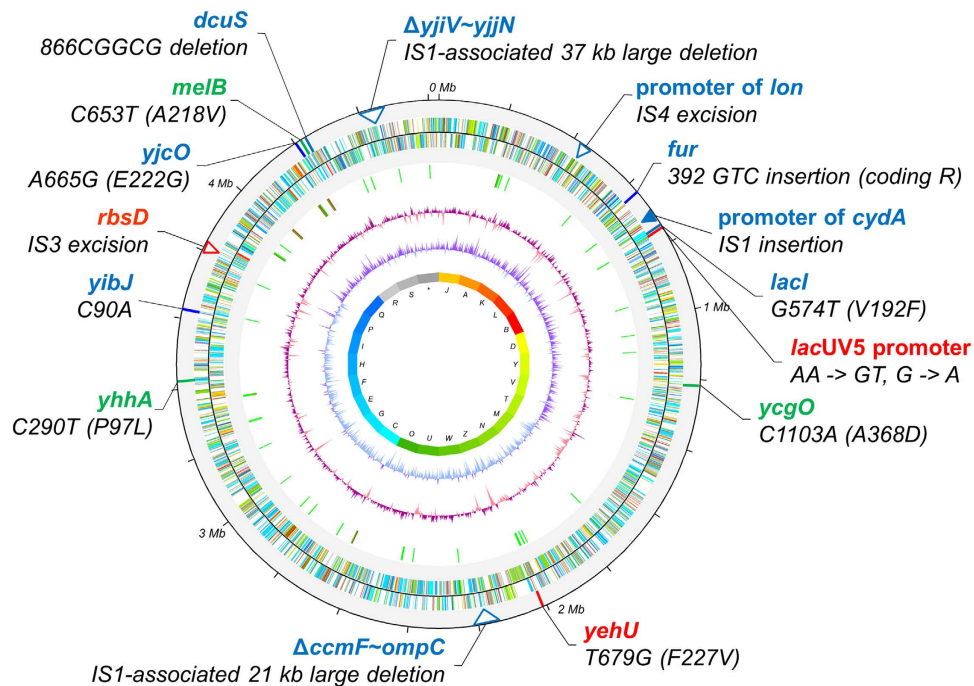 dcuS
866CGGCG deletion
ΔyjiV~yjjN
IS1-associated 37 kb large deletion
melB
C653T (A218V)
promoter of lon
IS4 excision
0 Mb
yjcO
A665G (E222G)
fur
392 GTC insertion (coding R)
4 Mb
rbsD
IS3 excision
promoter of cydA
IS1 insertion
yibJ
C90A
lacI
G574T (V192F)
1 Mb
lacUV5 promoter
AA -> GT, G -> A
yhhA
C290T (P97L)
ycgO
C1103A (A368D)
* J A K L B D Y V T M N Z W U O C G E F H I P Q R S
3 Mb
2 Mb
ΔccmF~ompC
IS1-associated 21 kb large deletion
yehU
T679G (F227V)